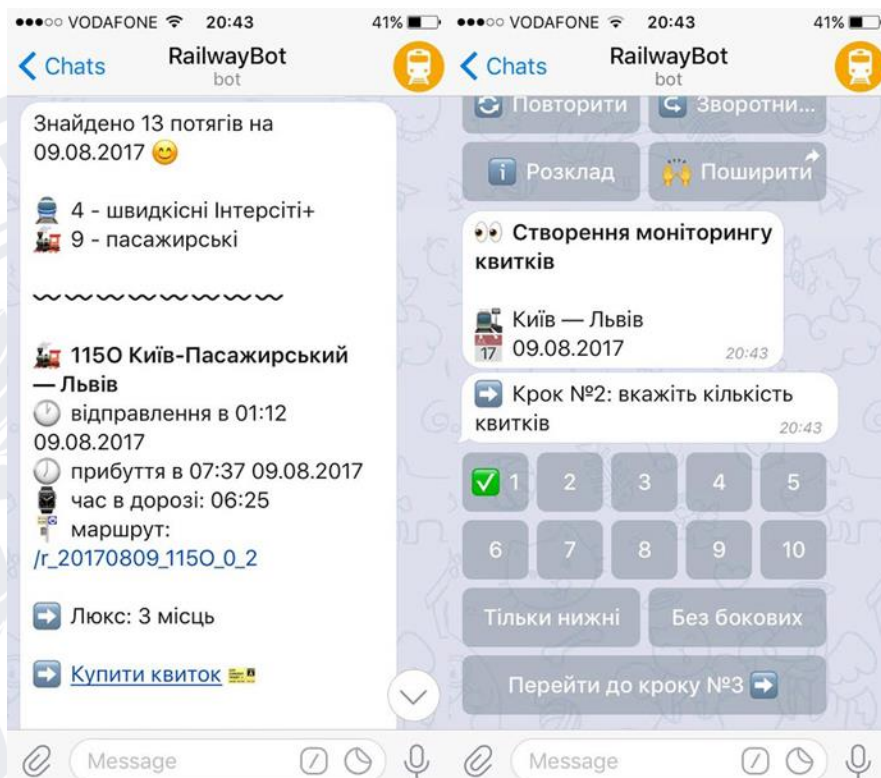 VODAFONE 20:43 41%
Chats
RailwayBot
bot
Знайдено 13 потягів на
09.08.2017
4 - швидкісні Інтерсіті+
9 - пасажирські
115О Київ-Пасажирський
— Львів
відправлення в 01:12
09.08.2017
прибуття в 07:37 09.08.2017
час в дорозі: 06:25
маршрут:
/r_20170809_115O_0_2
Люкс: 3 місць
Купити квиток
Message
VODAFONE 20:43 41%
Chats
RailwayBot
bot
Повторити Зворотни...
Розклад Поширити
Створення моніторингу
квитків
Київ — Львів
17 09.08.2017 20:43
Крок №2: вкажіть кількість
квитків 20:43
1 2 3 4 5
6 7 8 9 10
Тільки нижні Без бокових
Перейти до кроку №3
Message